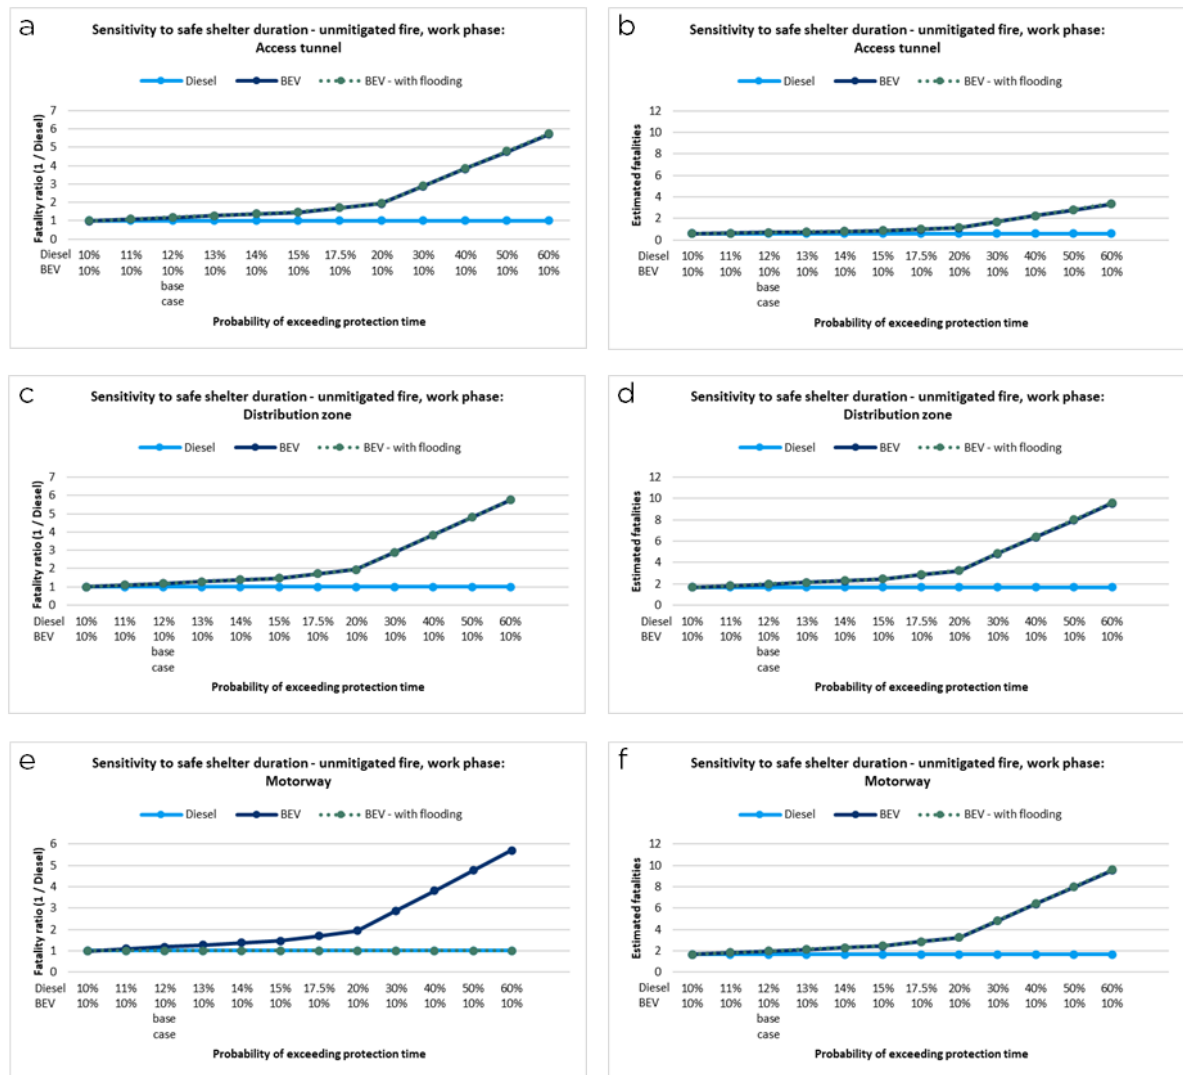 a
Sensitivity to safe shelter duration - unmitigated fire, work phase:
Access tunnel
Diesel BEV BEV - with flooding
Fatality ratio (1 / Diesel)
7
6
5
4
3
2
1
0
Diesel 10% 11% 12% 13% 14% 15% 17.5% 20% 30% 40% 50% 60%
BEV 10% 10% 10% 10% 10% 10% 10% 10% 10% 10% 10% 10%
base
case
Probability of exceeding protection time
b
Sensitivity to safe shelter duration - unmitigated fire, work phase:
Access tunnel
Diesel BEV BEV - with flooding
Estimated fatalities
12
10
8
6
4
2
0
Diesel 10% 11% 12% 13% 14% 15% 17.5% 20% 30% 40% 50% 60%
BEV 10% 10% 10% 10% 10% 10% 10% 10% 10% 10% 10% 10%
base
case
Probability of exceeding protection time
c
Sensitivity to safe shelter duration - unmitigated fire, work phase:
Distribution zone
Diesel BEV BEV - with flooding
Fatality ratio (1 / Diesel)
7
6
5
4
3
2
1
0
Diesel 10% 11% 12% 13% 14% 15% 17.5% 20% 30% 40% 50% 60%
BEV 10% 10% 10% 10% 10% 10% 10% 10% 10% 10% 10% 10%
base
case
Probability of exceeding protection time
d
Sensitivity to safe shelter duration - unmitigated fire, work phase:
Distribution zone
Diesel BEV BEV - with flooding
Estimated fatalities
12
10
8
6
4
2
0
Diesel 10% 11% 12% 13% 14% 15% 17.5% 20% 30% 40% 50% 60%
BEV 10% 10% 10% 10% 10% 10% 10% 10% 10% 10% 10% 10%
base
case
Probability of exceeding protection time
e
Sensitivity to safe shelter duration - unmitigated fire, work phase:
Motorway
Diesel BEV BEV - with flooding
Fatality ratio (1 / Diesel)
6
5
4
3
2
1
0
Diesel 10% 11% 12% 13% 14% 15% 17.5% 20% 30% 40% 50% 60%
BEV 10% 10% 10% 10% 10% 10% 10% 10% 10% 10% 10% 10%
base
case
Probability of exceeding protection time
f
Sensitivity to safe shelter duration - unmitigated fire, work phase:
Motorway
Diesel BEV BEV - with flooding
Estimated fatalities
12
10
8
6
4
2
0
Diesel 10% 11% 12% 13% 14% 15% 17.5% 20% 30% 40% 50% 60%
BEV 10% 10% 10% 10% 10% 10% 10% 10% 10% 10% 10% 10%
base
case
Probability of exceeding protection time